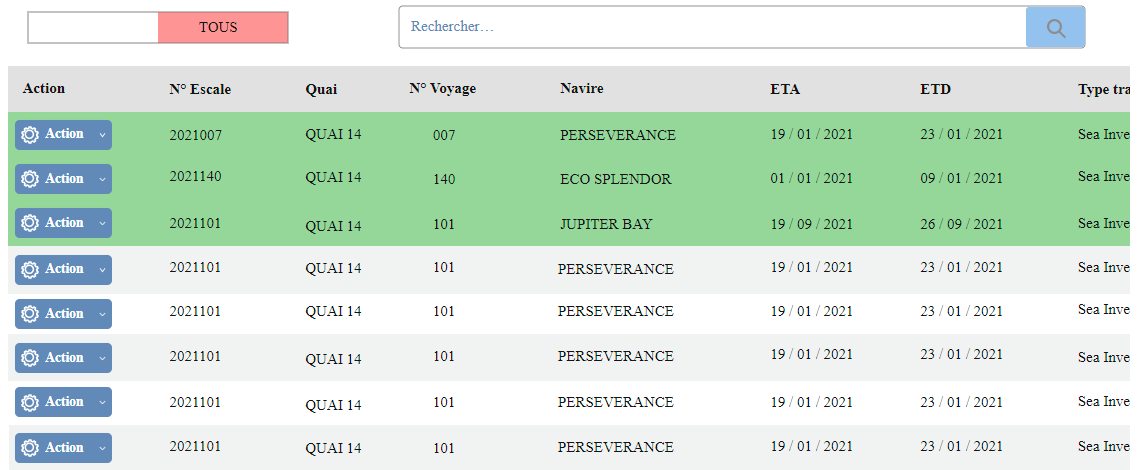 TOUS
Rechercher…
Action N° Escale Quai N° Voyage Navire ETA ETD Type tra
Action 2021007 QUAI 14 007 PERSEVERANCE 19 / 01 / 2021 23 / 01 / 2021 Sea Inve
Action 2021140 QUAI 14 140 ECO SPLENDOR 01 / 01 / 2021 09 / 01 / 2021 Sea Inve
Action 2021101 QUAI 14 101 JUPITER BAY 19 / 09 / 2021 26 / 09 / 2021 Sea Inve
Action 2021101 QUAI 14 101 PERSEVERANCE 19 / 01 / 2021 23 / 01 / 2021 Sea Inve
Action 2021101 QUAI 14 101 PERSEVERANCE 19 / 01 / 2021 23 / 01 / 2021 Sea Inve
Action 2021101 QUAI 14 101 PERSEVERANCE 19 / 01 / 2021 23 / 01 / 2021 Sea Inve
Action 2021101 QUAI 14 101 PERSEVERANCE 19 / 01 / 2021 23 / 01 / 2021 Sea Inve
Action 2021101 QUAI 14 101 PERSEVERANCE 19 / 01 / 2021 23 / 01 / 2021 Sea Inve